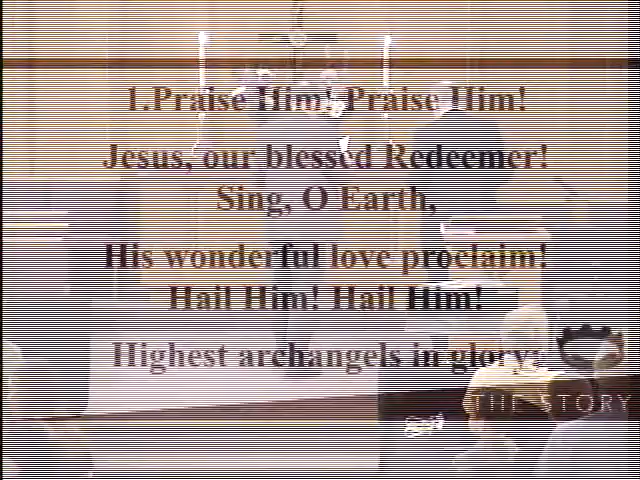 1.Praise Him! Praise Him!
Jesus, our blessed Redeemer!
Sing, O Earth,
His wonderful love proclaim!
Hail Him! Hail Him!
Highest archangels in glory;
THE STORY